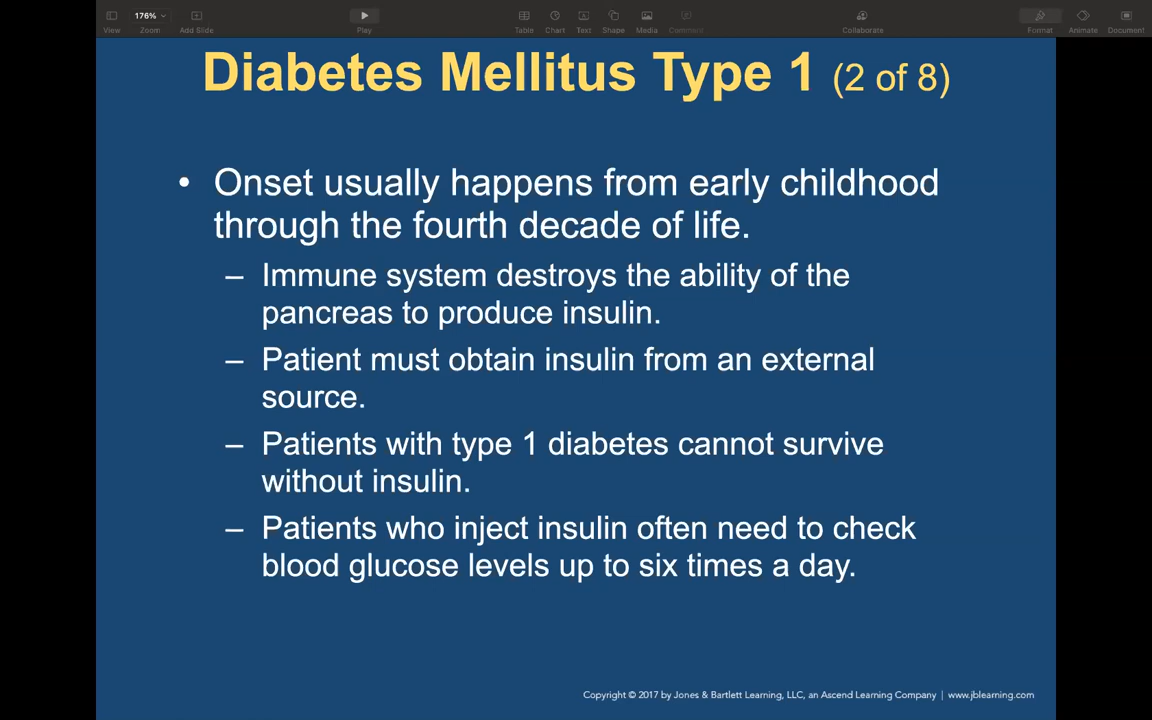 176%
View
Zoom
Add Slide
Play
Table
Chart
Text
Shape
Media
Comment
Collaborate
Format
Animate
Document
Diabetes Mellitus Type 1 (2 of 8)
• Onset usually happens from early childhood
through the fourth decade of life.
– Immune system destroys the ability of the
pancreas to produce insulin.
– Patient must obtain insulin from an external
source.
– Patients with type 1 diabetes cannot survive
without insulin.
– Patients who inject insulin often need to check
blood glucose levels up to six times a day.
Copyright © 2017 by Jones & Bartlett Learning, LLC, an Ascend Learning Company | www.jblearning.com